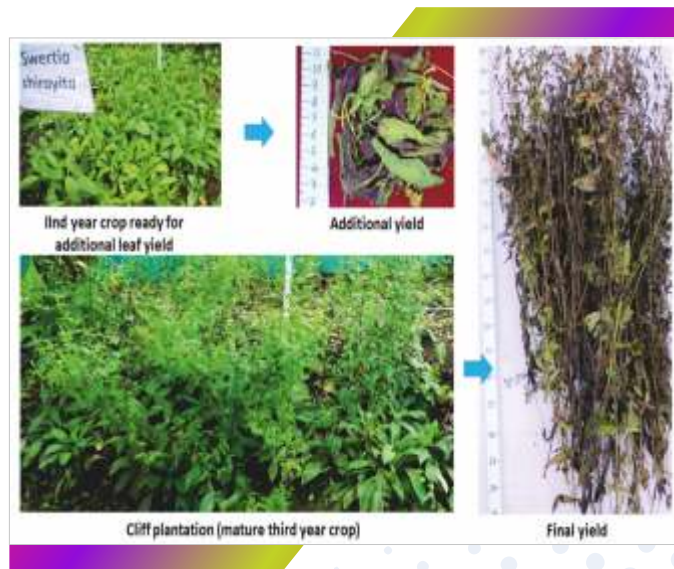 Swertia
chirayita
IInd year crop ready for
additional leaf yield
Additional yield
Cliff plantation (mature third year crop)
Final yield